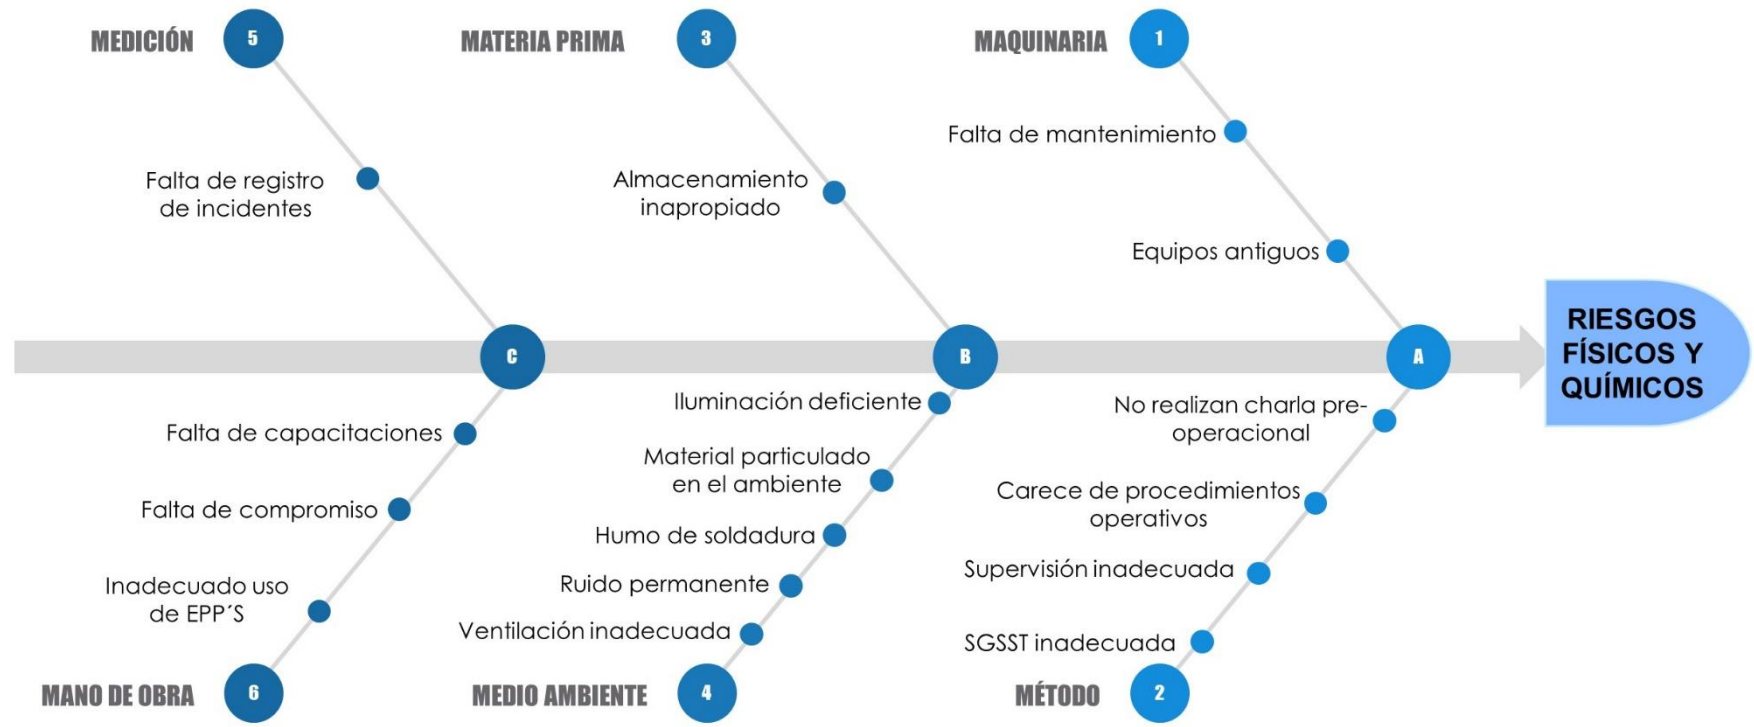 MEDICIÓN
5
MATERIA PRIMA
3
MAQUINARIA
1
Falta de mantenimiento
Falta de registro
de incidentes
Almacenamiento
inapropiado
Equipos antiguos
C
B
A
RIESGOS
FÍSICOS Y
QUÍMICOS
Falta de capacitaciones
Falta de compromiso
Inadecuado uso
de EPP´S
Iluminación deficiente
Material particulado
en el ambiente
Humo de soldadura
Ruido permanente
Ventilación inadecuada
No realizan charla pre-
operacional
Carece de procedimientos
operativos
Supervisión inadecuada
SGSST inadecuada
MANO DE OBRA
6
MEDIO AMBIENTE
4
MÉTODO
2